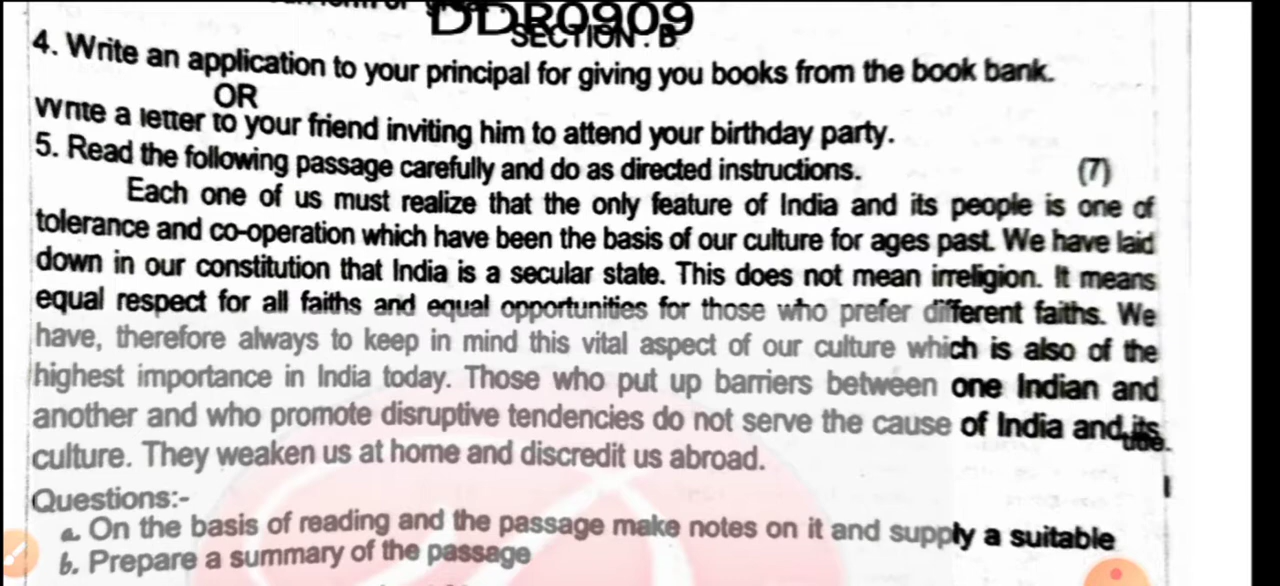 DDR0909
SECTION : B
4. Write an application to your principal for giving you books from the book bank.
OR
Write a letter to your friend inviting him to attend your birthday party.
5. Read the following passage carefully and do as directed instructions. (7)
Each one of us must realize that the only feature of India and its people is one of
tolerance and co-operation which have been the basis of our culture for ages past. We have laid
down in our constitution that India is a secular state. This does not mean irreligion. It means
equal respect for all faiths and equal opportunities for those who prefer different faiths. We
have, therefore always to keep in mind this vital aspect of our culture which is also of the
highest importance in India today. Those who put up barriers between one Indian and
another and who promote disruptive tendencies do not serve the cause of India and its
culture. They weaken us at home and discredit us abroad.
Questions:-
a. On the basis of reading and the passage make notes on it and supply a suitable
b. Prepare a summary of the passage